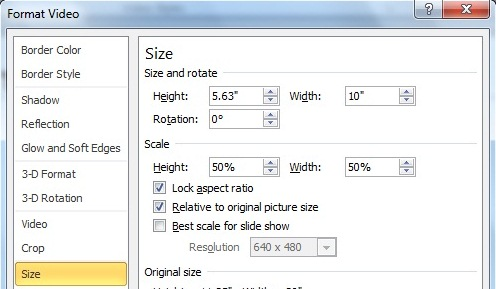 Format Video
Border Color
Border Style
Shadow
Reflection
Glow and Soft Edges
3-D Format
3-D Rotation
Video
Crop
Size
Size
Size and rotate
Height: 5.63" Width: 10"
Rotation: 0°
Scale
Height: 50% Width: 50%
Lock aspect ratio
Relative to original picture size
Best scale for slide show
Resolution 640 x 480
Original size